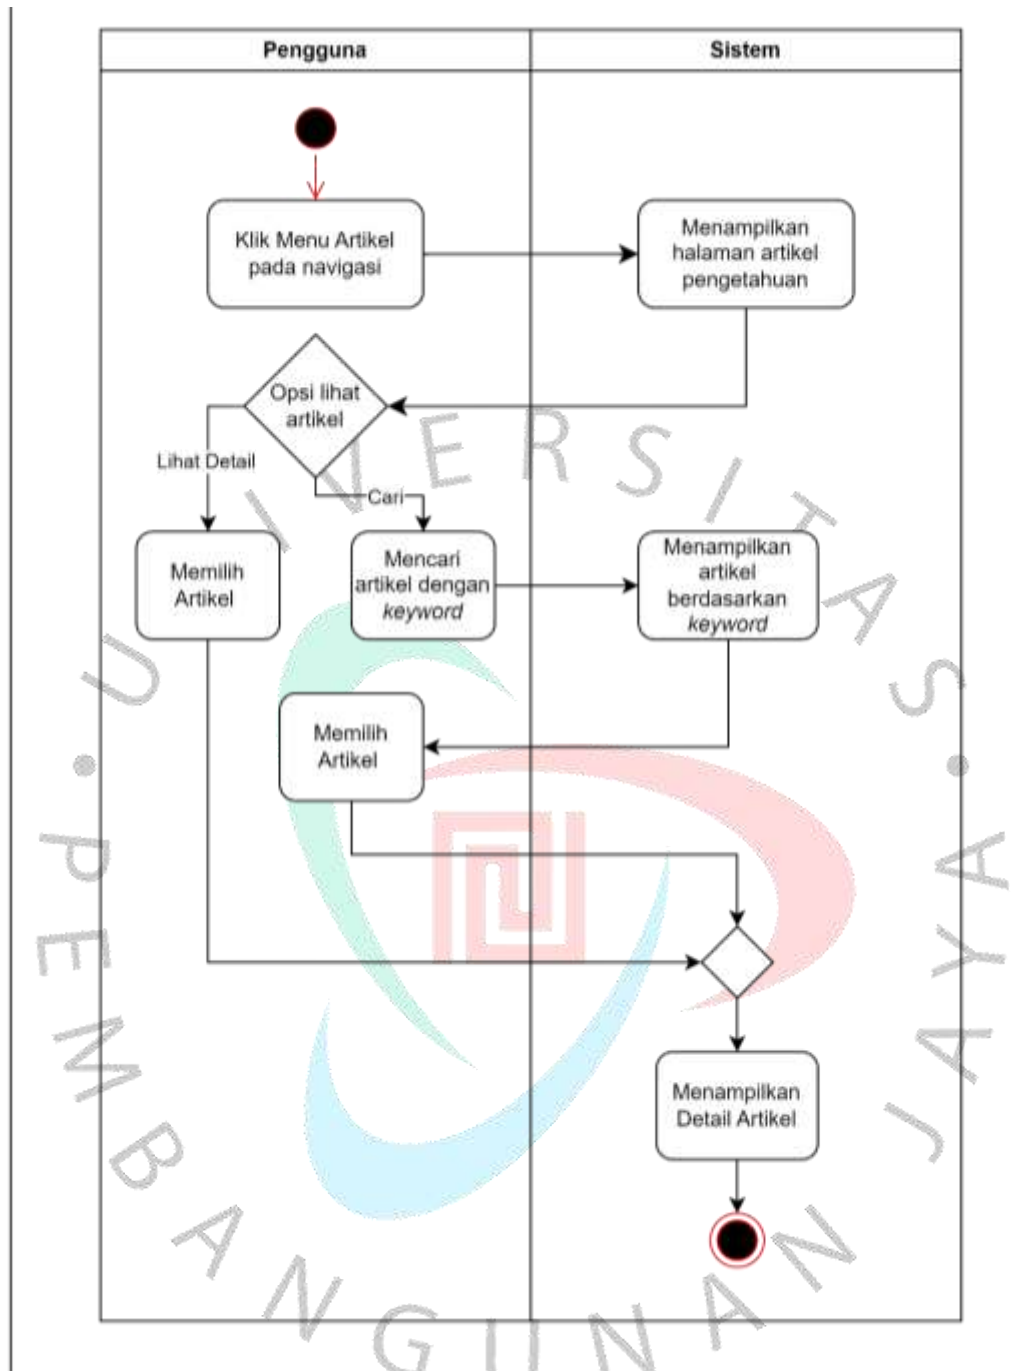 Pengguna
Sistem
Klik Menu Artikel
pada navigasi
Menampilkan
halaman artikel
pengetahuan
Opsi lihat
artikel
Lihat Detail
Cari
Memilih
Artikel
Mencari
artikel dengan
keyword
Menampilkan
artikel
berdasarkan
keyword
Memilih
Artikel
Menampilkan
Detail Artikel
UNIVERSITAS
PEMBANGUNAN JAYA